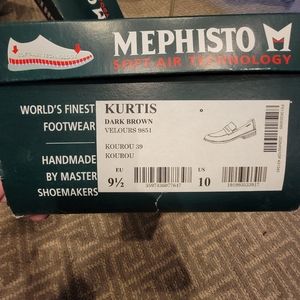 MEPHISTO M
SOFT-AIR TECHNOLOGY
WORLD'S FINEST
FOOTWEAR
HANDMADE
BY MASTER
SHOEMAKERS
KURTIS
DARK BROWN
VELOURS 9851
KOUROU 39
KOUROU
EU
9½
US
10